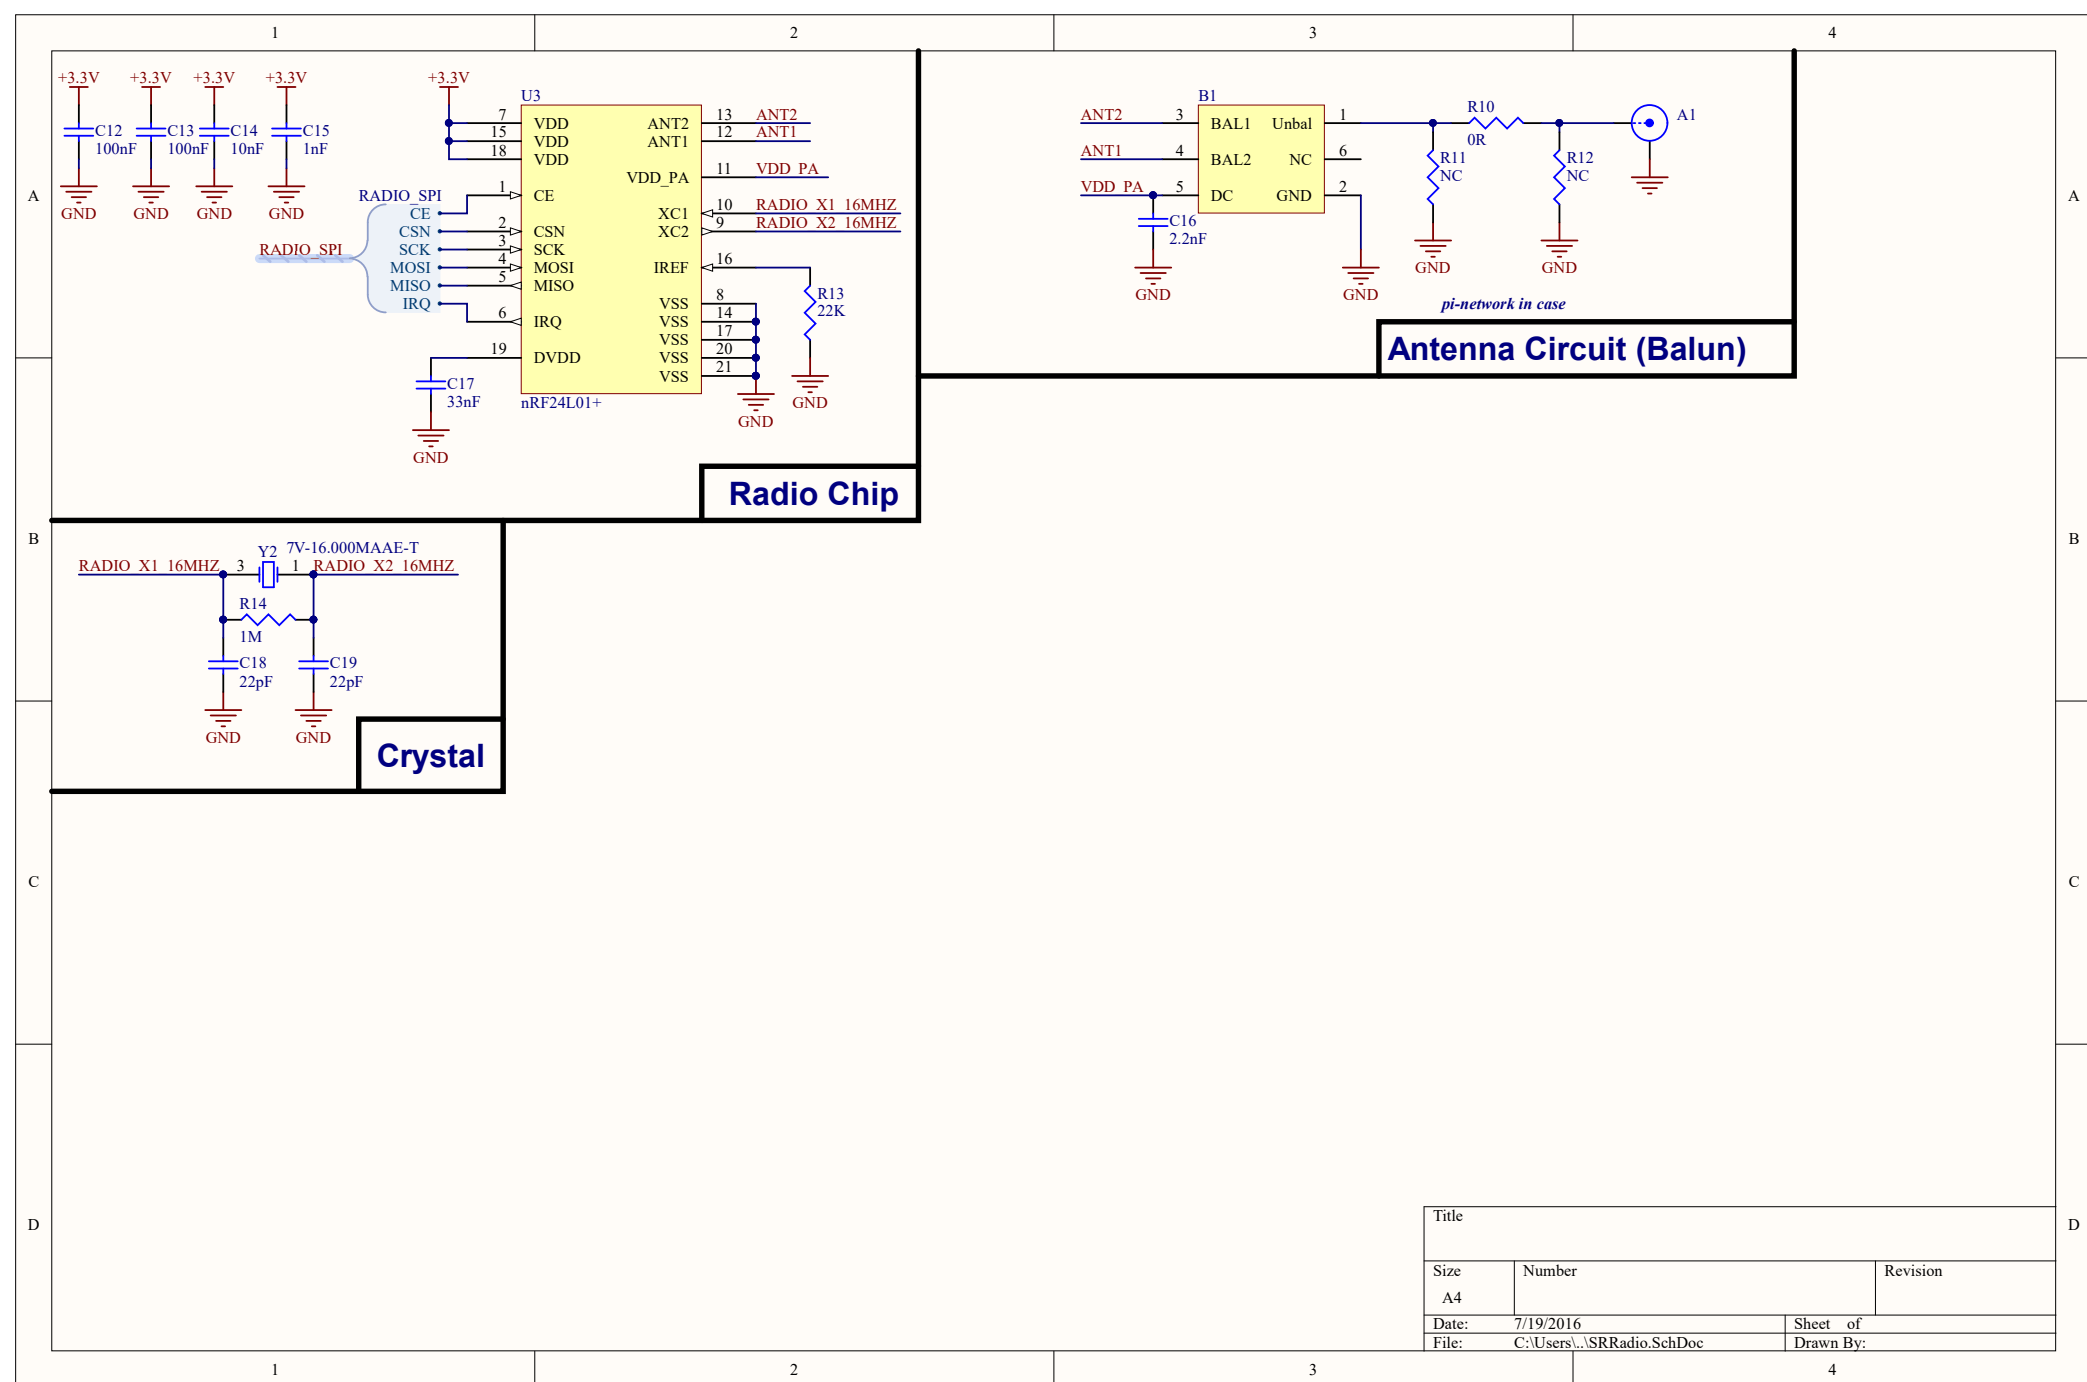 1 2 3 4
A A
B B
C C
D D
+3.3V +3.3V +3.3V +3.3V
C12 C13 C14 C15
100nF 100nF 10nF 1nF
GND GND GND GND
+3.3V
U3
7 VDD
15 VDD
18 VDD
1 CE
2 CSN
3 SCK
4 MOSI
5 MISO
6 IRQ
19 DVDD
ANT2 13 ANT2
ANT1 12 ANT1
VDD_PA 11 VDD_PA
XC1 10 RADIO_X1_16MHZ
XC2 9 RADIO_X2_16MHZ
IREF 16
VSS 8
VSS 14
VSS 17
VSS 20
VSS 21
nRF24L01+
RADIO_SPI
RADIO_SPI
CE
CSN
SCK
MOSI
MISO
IRQ
C17
33nF
GND
R13
22K
GND
GND
Radio Chip
B1
ANT2 3 BAL1
ANT1 4 BAL2
VDD_PA 5 DC
Unbal 1
NC 6
GND 2
C16
2.2nF
GND
GND
R10
0R
R11
NC
GND
R12
NC
GND
A1
pi-network in case
Antenna Circuit (Balun)
Y2 7V-16.000MAAE-T
RADIO_X1_16MHZ 3 1 RADIO_X2_16MHZ
R14
1M
C18 C19
22pF 22pF
GND GND
Crystal
Title
Size Number Revision
A4
Date: 7/19/2016 Sheet of
File: C:\Users\..\SRRadio.SchDoc Drawn By:
1 2 3 4